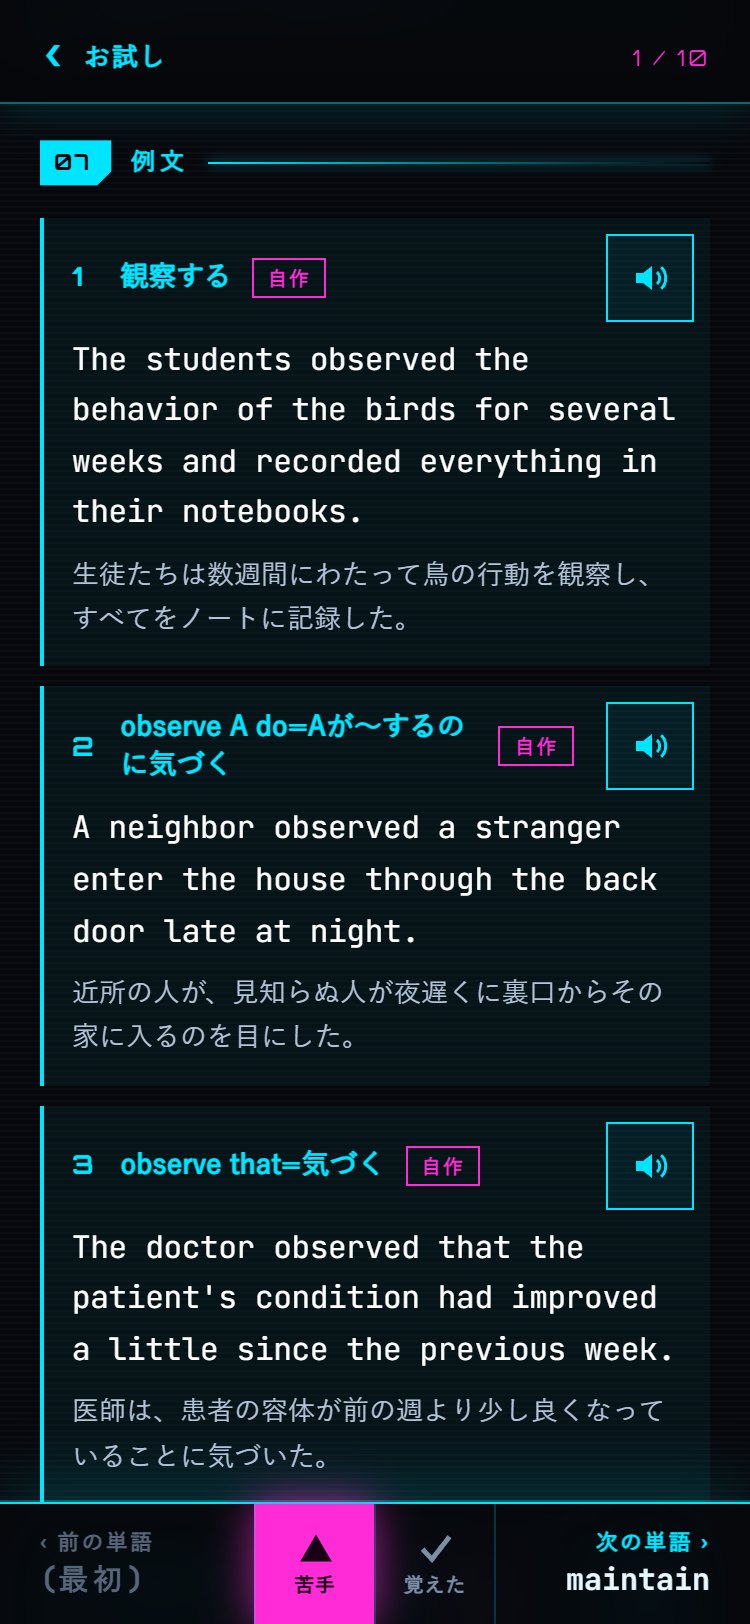 ‹ お試し
1 / 10
07 例文
1 観察する 自作
The students observed the
behavior of the birds for several
weeks and recorded everything in
their notebooks.
生徒たちは数週間にわたって鳥の行動を観察し、
すべてをノートに記録した。
2 observe A do=Aが〜するの
に気づく 自作
A neighbor observed a stranger
enter the house through the back
door late at night.
近所の人が、見知らぬ人が夜遅くに裏口からその
家に入るのを目にした。
3 observe that=気づく 自作
The doctor observed that the
patient's condition had improved
a little since the previous week.
医師は、患者の容体が前の週より少し良くなって
いることに気づいた。
‹ 前の単語
(最初)
苦手
覚えた
次の単語 ›
maintain